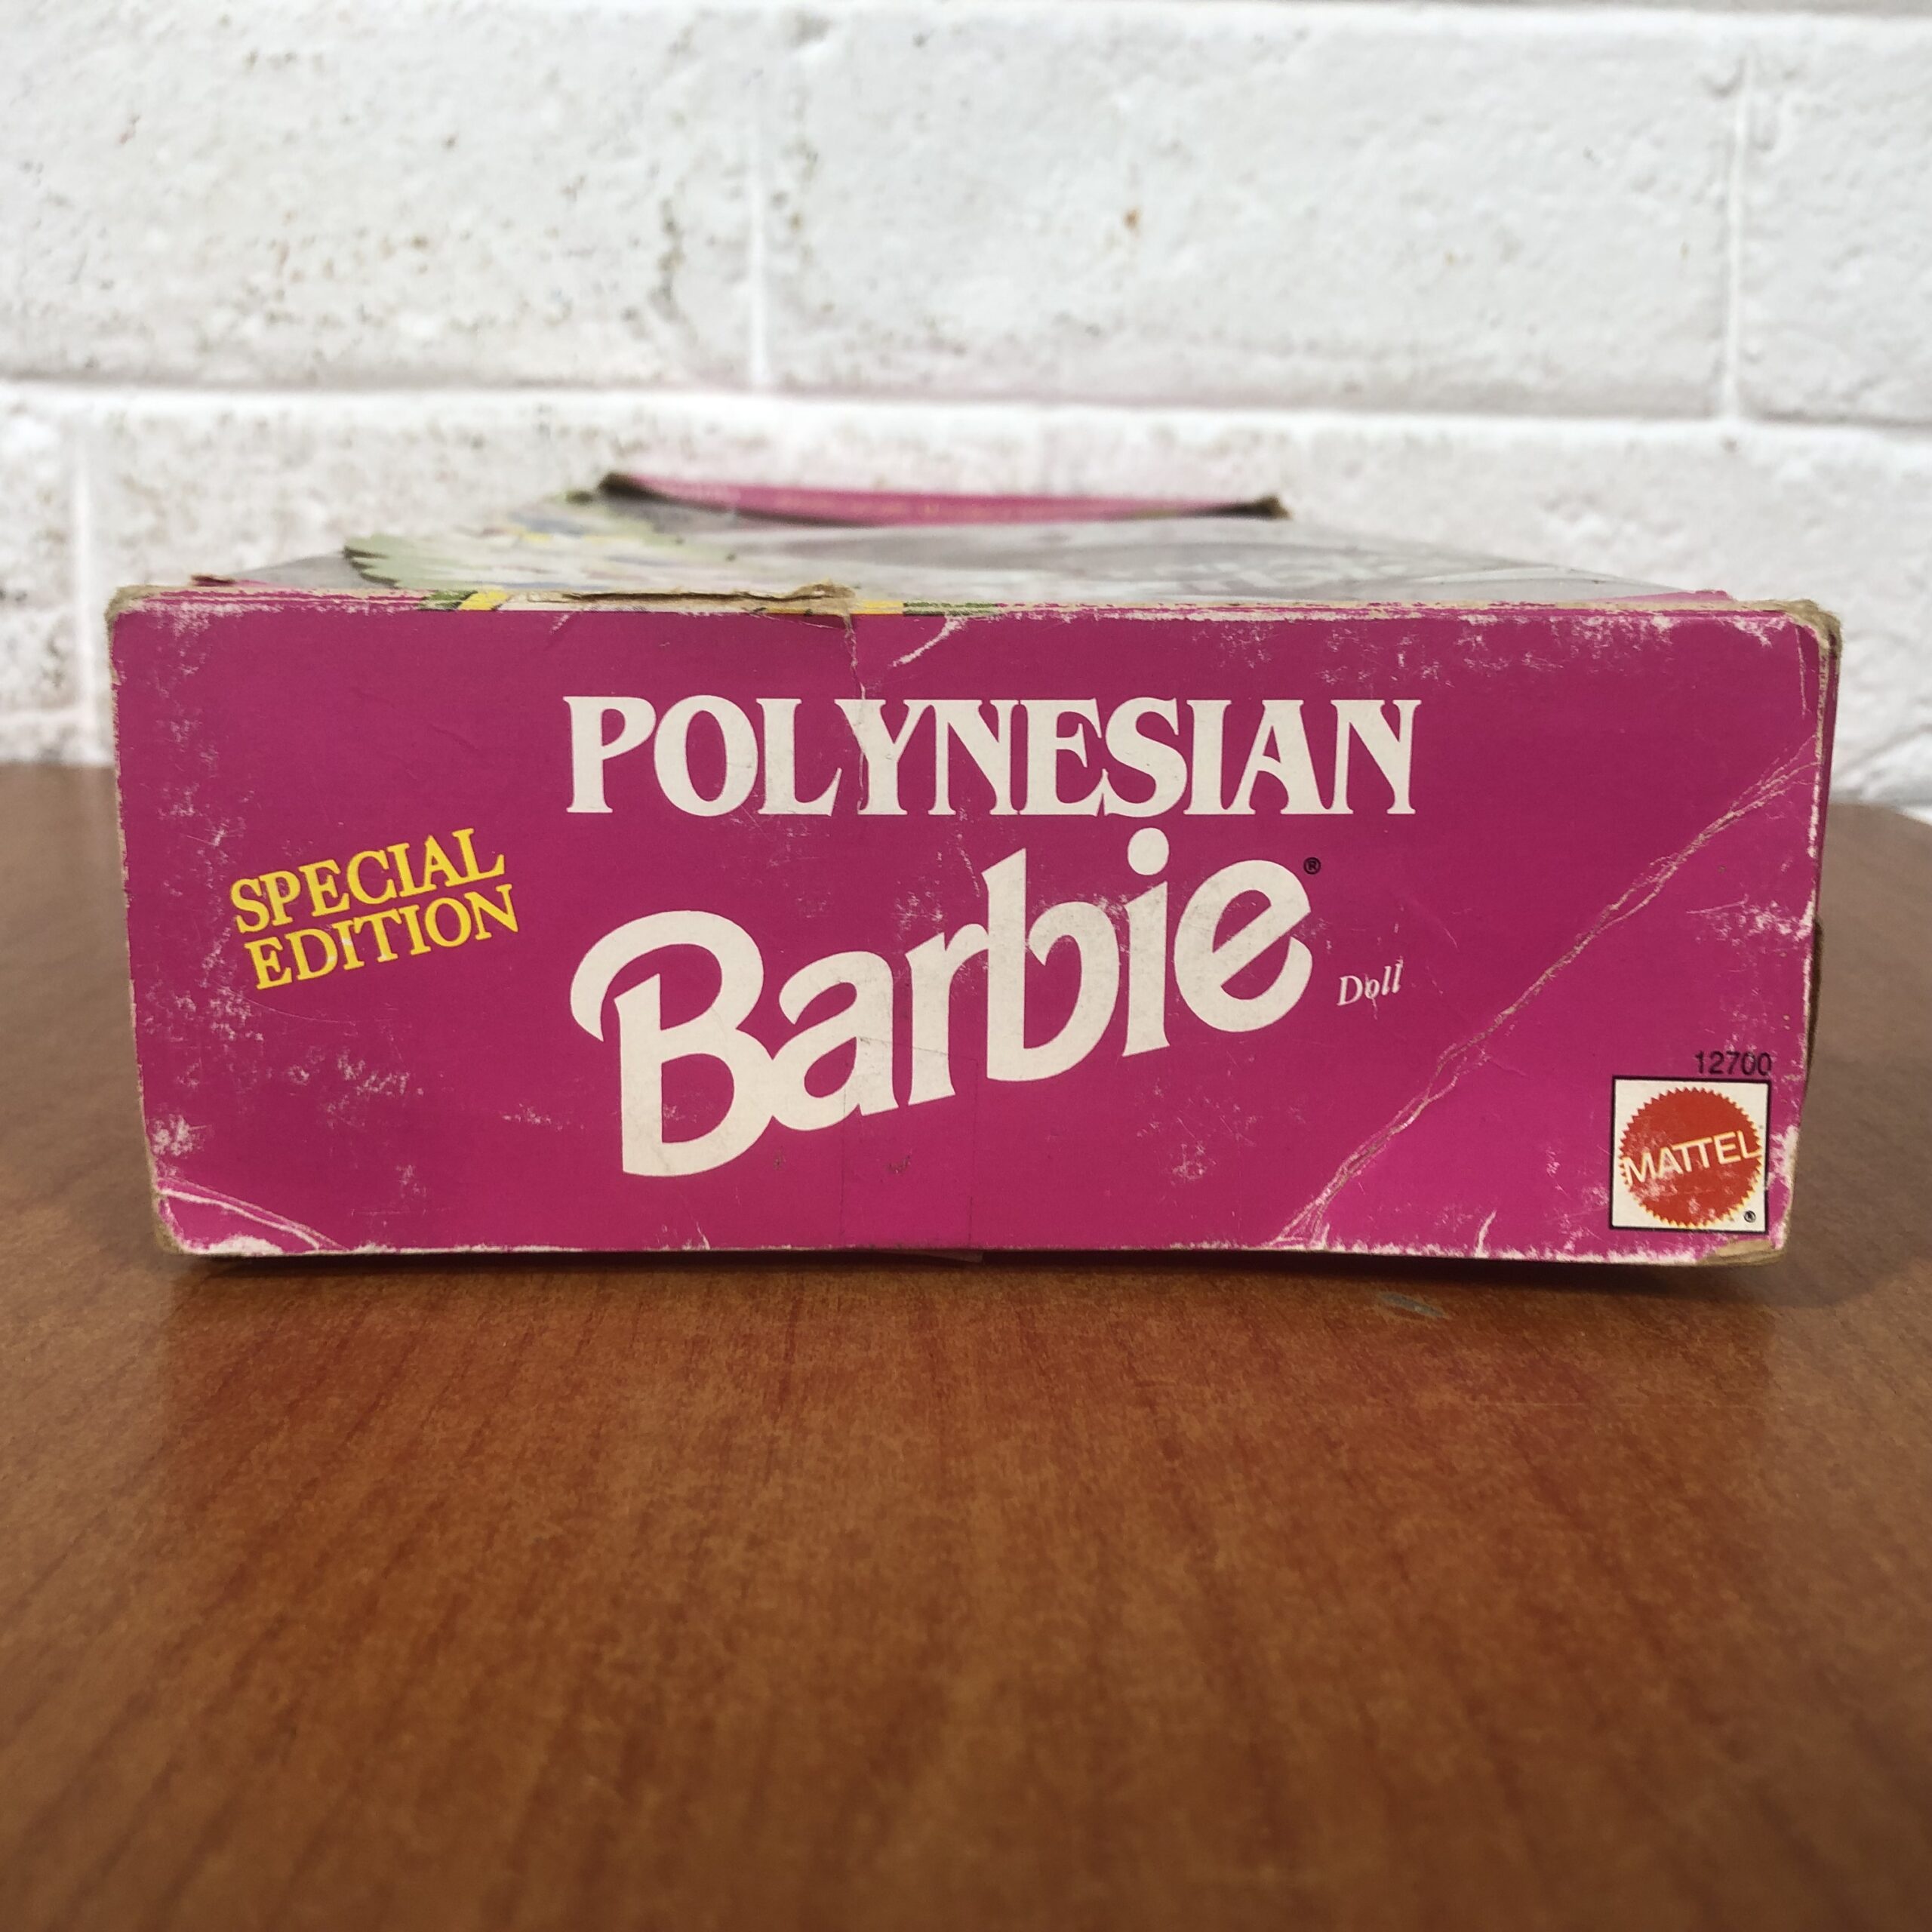 POLYNESIAN
SPECIAL
EDITION
Barbie®
Doll
12700
MATTEL
®